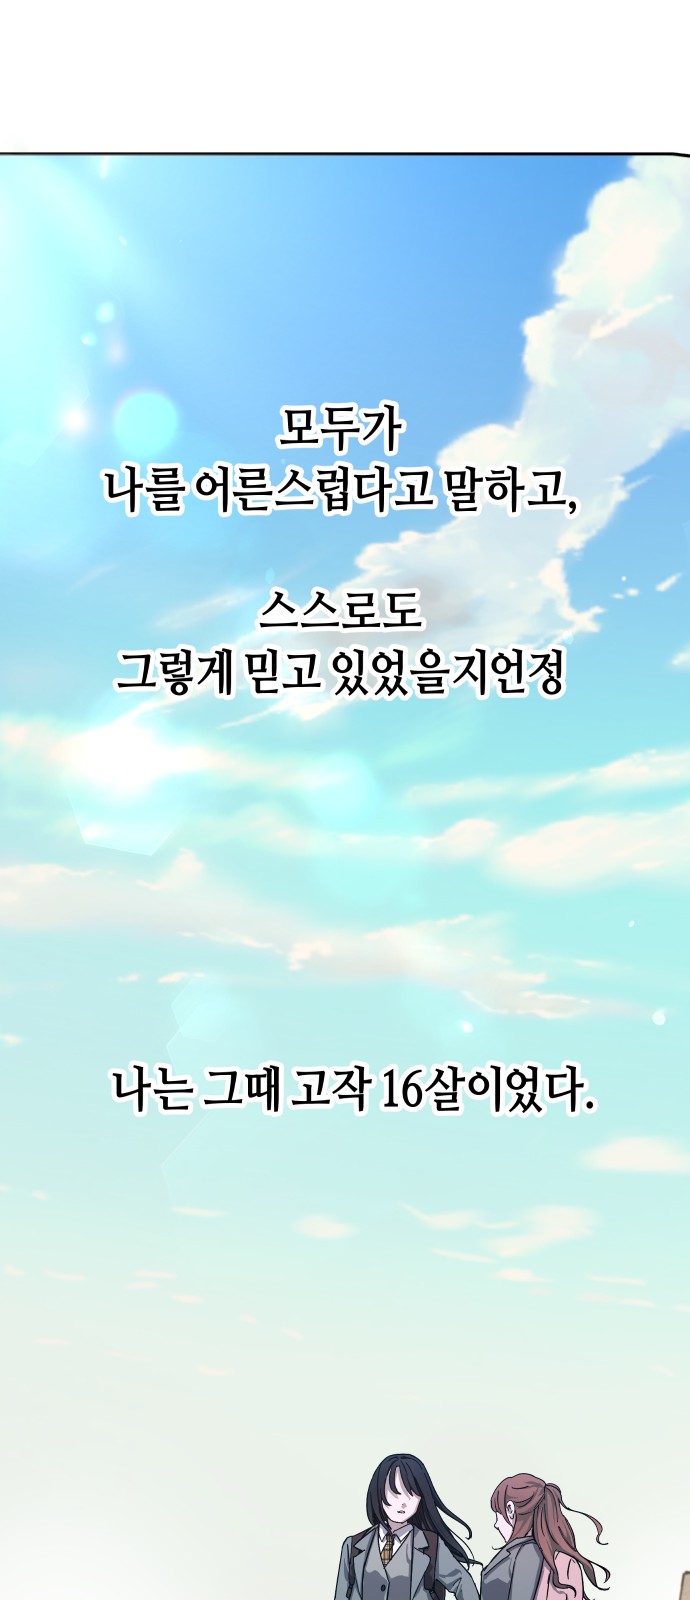 모두가
나를 어른스럽다고 말하고,
스스로도
그렇게 믿고 있었을지언정
나는 그때 고작 16살이었다.